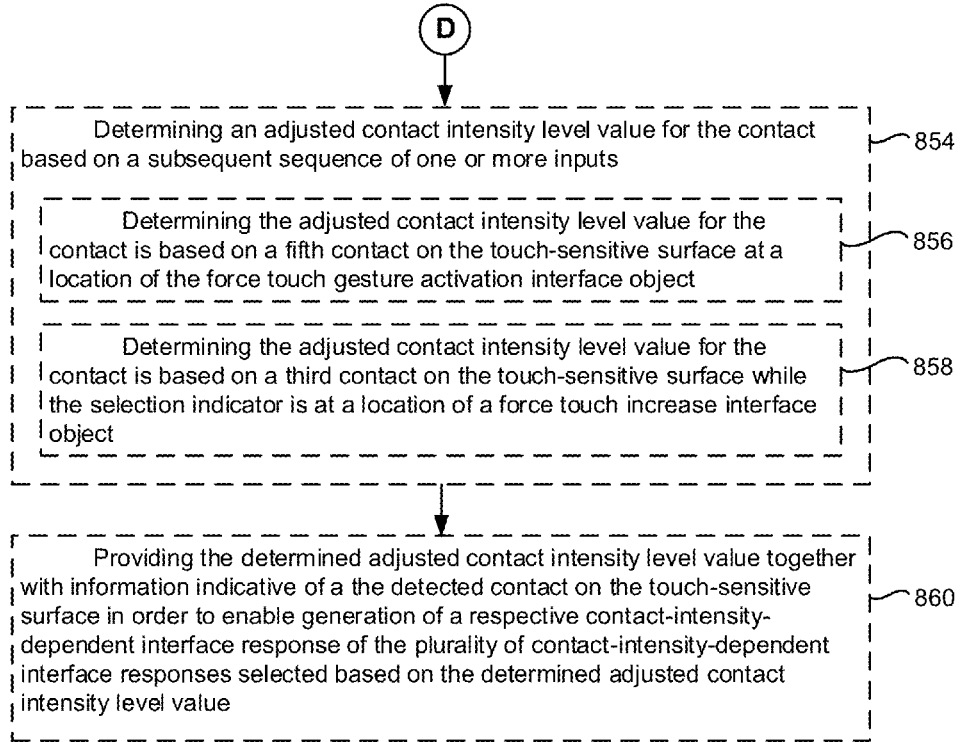 D
Determining an adjusted contact intensity level value for the contact
based on a subsequent sequence of one or more inputs
854
Determining the adjusted contact intensity level value for the
contact is based on a fifth contact on the touch-sensitive surface at a
location of the force touch gesture activation interface object
856
Determining the adjusted contact intensity level value for the
contact is based on a third contact on the touch-sensitive surface while
the selection indicator is at a location of a force touch increase interface
object
858
Providing the determined adjusted contact intensity level value together
with information indicative of a the detected contact on the touch-sensitive
surface in order to enable generation of a respective contact-intensity-
dependent interface response of the plurality of contact-intensity-dependent
interface responses selected based on the determined adjusted contact
intensity level value
860